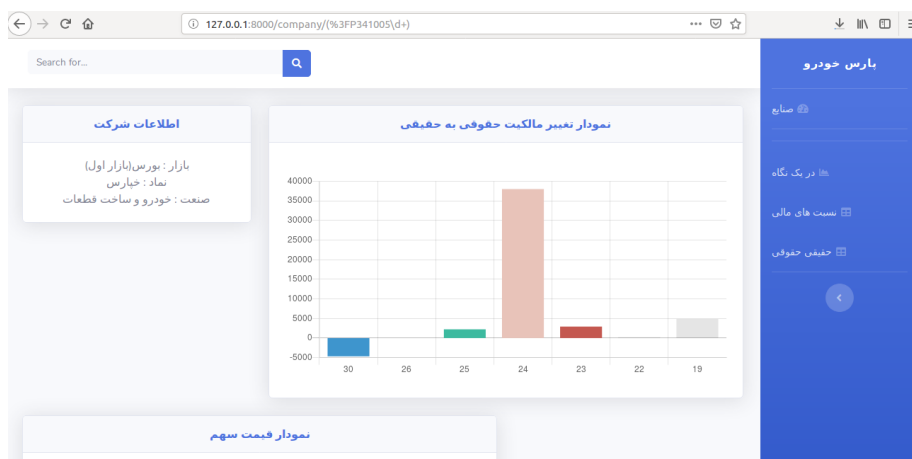 127.0.0.1:8000/company/(%3FP341005\d+)
Search for...
پارس خودرو
صنایع
در یک نگاه
نسبت های مالی
حقیقی حقوقی
نمودار تغییر مالکیت حقوقی به حقیقی
40000
35000
30000
25000
20000
15000
10000
5000
0
-5000
30 26 25 24 23 22 19
اطلاعات شرکت
بازار : بورس(بازار اول)
نماد : خپارس
صنعت : خودرو و ساخت قطعات
نمودار قیمت سهم